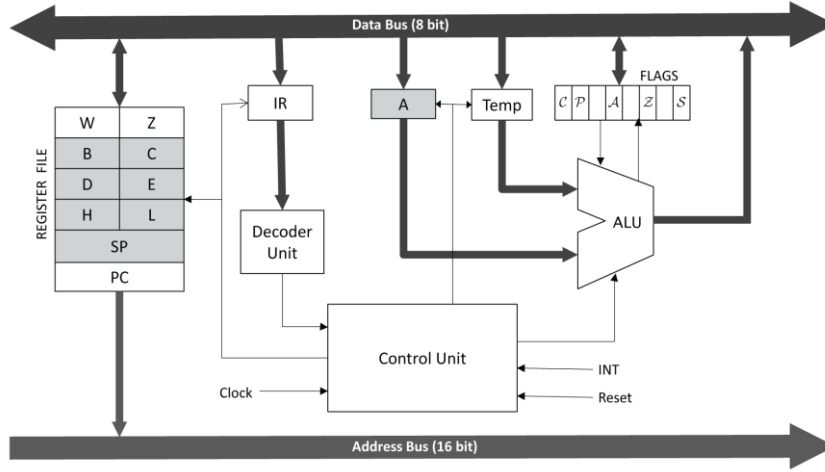 Data Bus (8 bit)
FLAGS
IR
A
Temp
C P A Z S
W Z
B C
D E
H L
SP
PC
REGISTER FILE
Decoder
Unit
ALU
Control Unit
INT
Clock
Reset
Address Bus (16 bit)